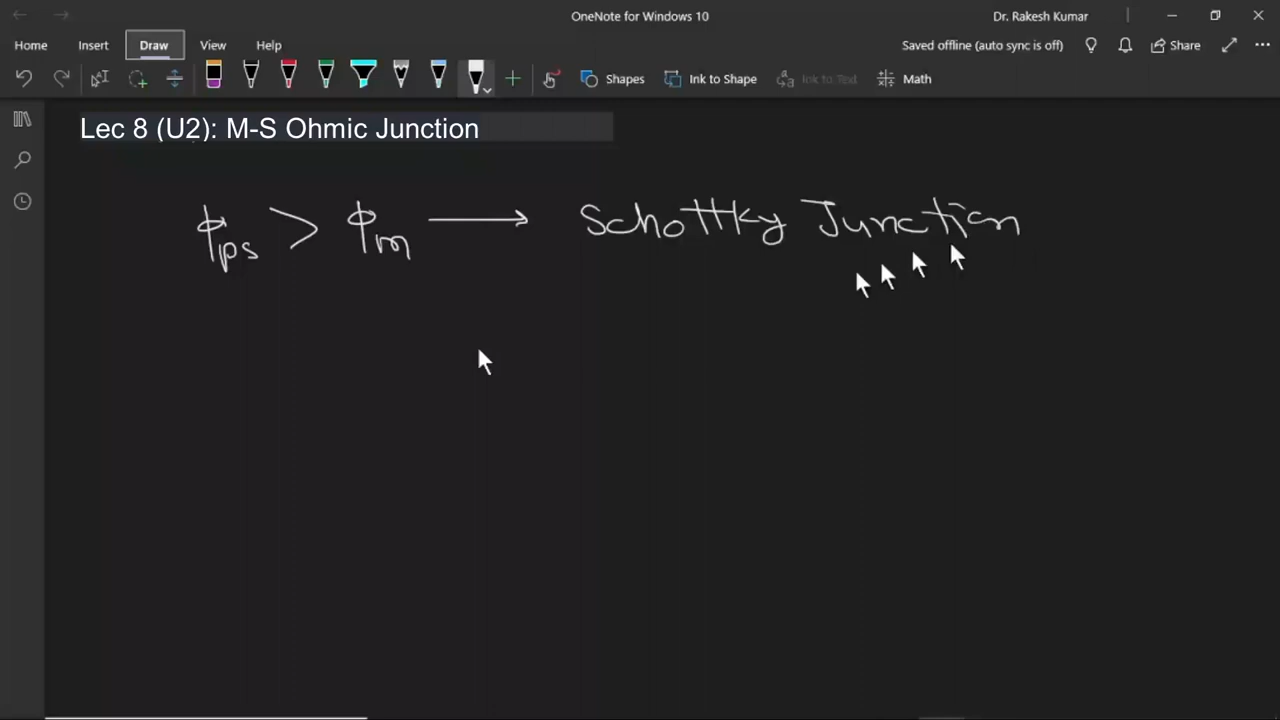 OneNote for Windows 10
Dr. Rakesh Kumar
Home Insert Draw View Help
Saved offline (auto sync is off)
Share
Shapes
Ink to Shape
Ink to Text
Math
Lec 8 (U2): M-S Ohmic Junction
ϕps > ϕm ⟶ Schottky Junction